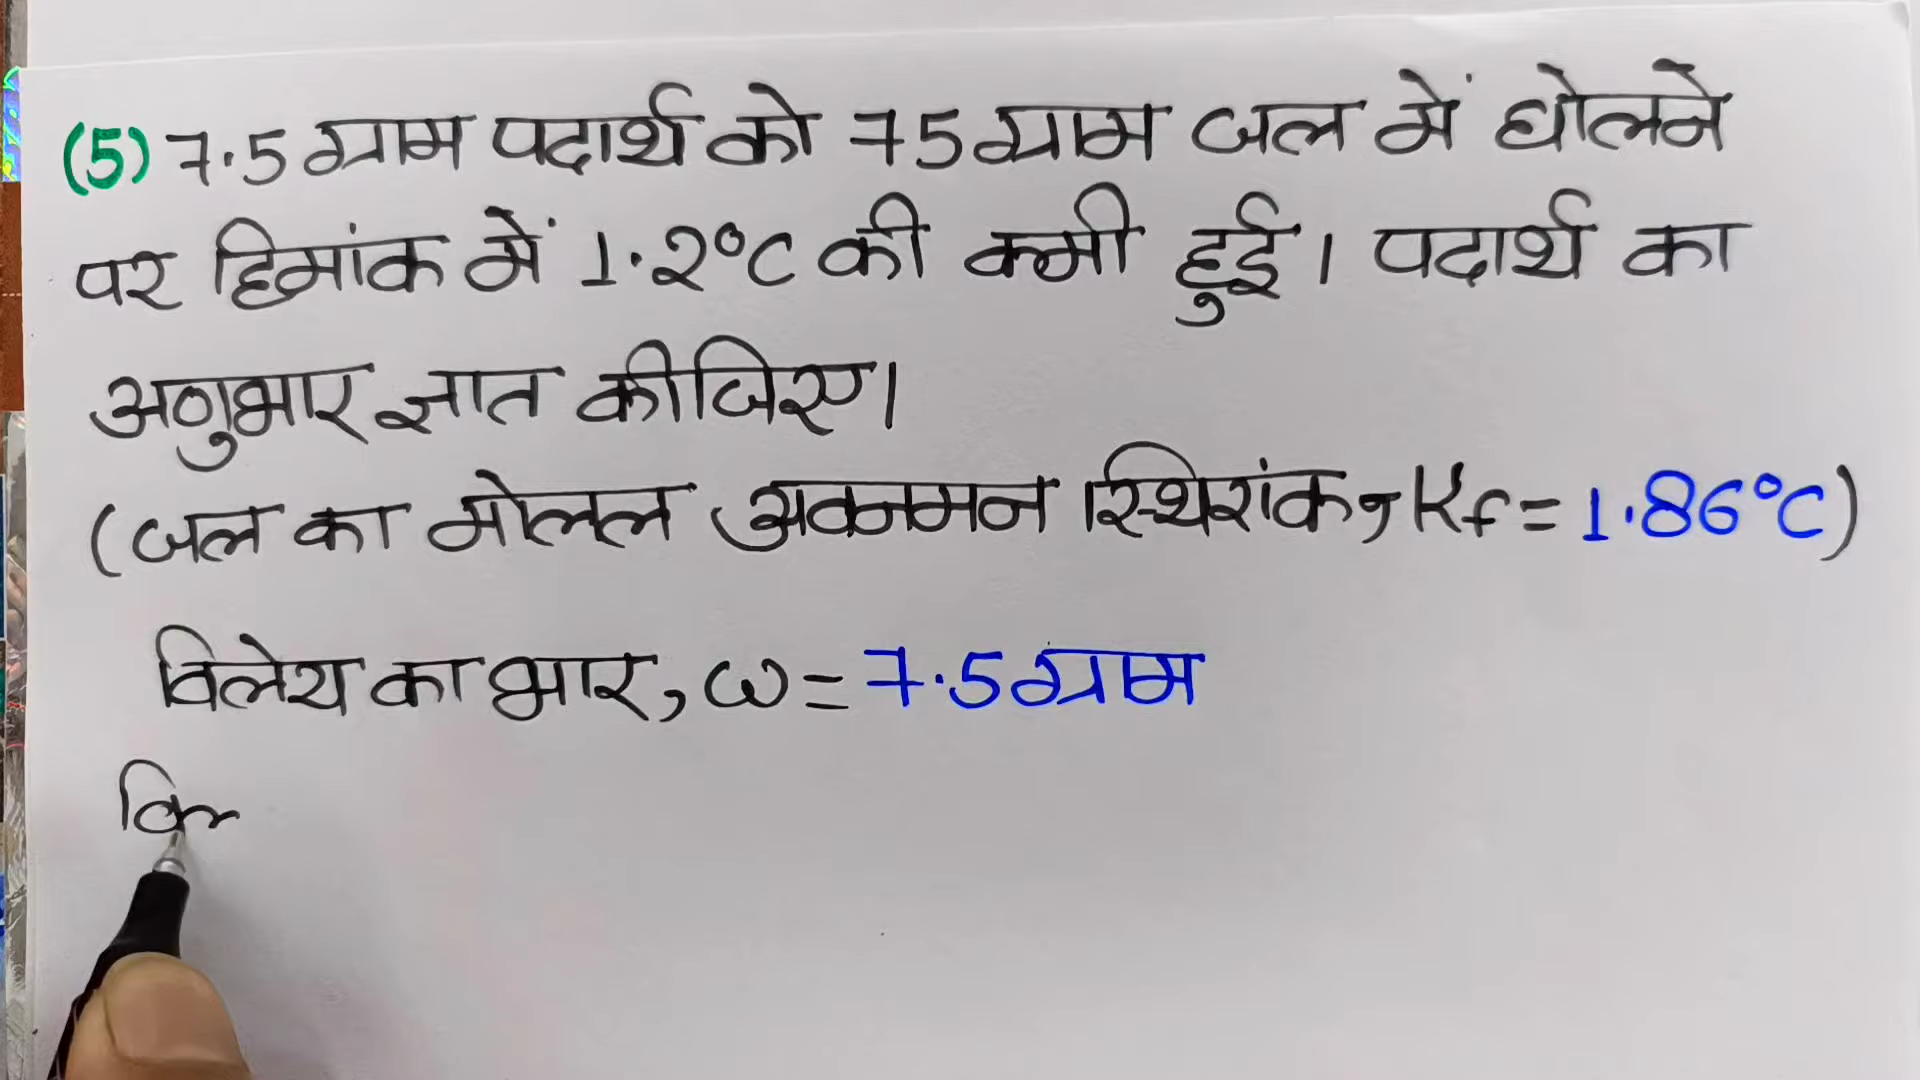 (5) 7.5 ग्राम पदार्थ को 75 ग्राम जल में घोलने
पर हिमांक में 1.2°C की कमी हुई। पदार्थ का
अणुभार ज्ञात कीजिए।
(जल का मोलल अवनमन स्थिरांक, Kf = 1.86°C)
विलेय का भार, w = 7.5 ग्राम